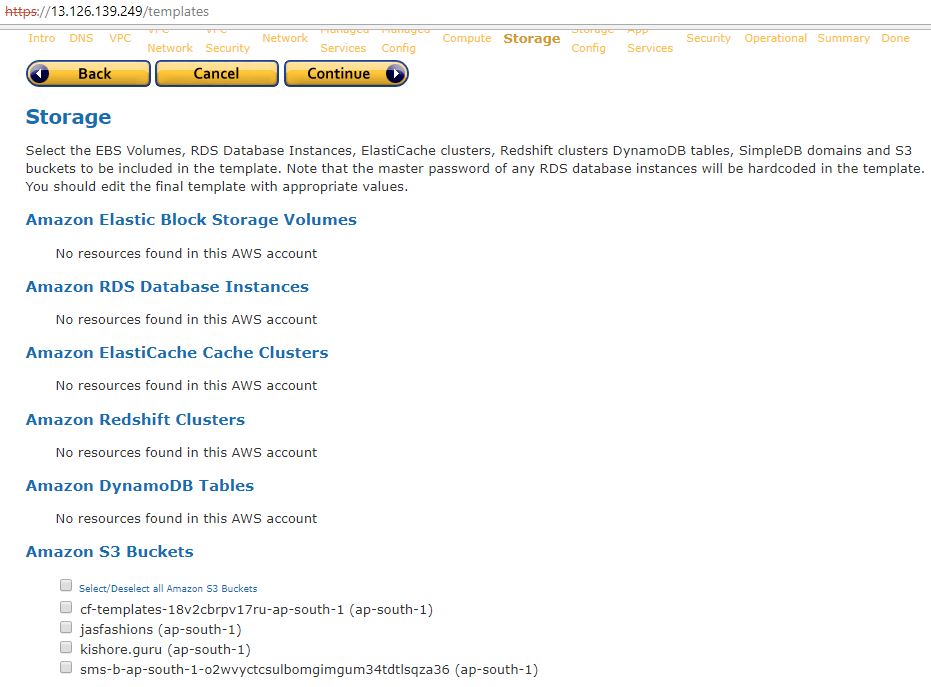 https://13.126.139.249/templates
Intro DNS VPC VPC Network VPC Security Network Managed Services Managed Config Compute Storage Storage Config App Services Security Operational Summary Done
Back Cancel Continue
Storage
Select the EBS Volumes, RDS Database Instances, ElastiCache clusters, Redshift clusters DynamoDB tables, SimpleDB domains and S3
buckets to be included in the template. Note that the master password of any RDS database instances will be hardcoded in the template.
You should edit the final template with appropriate values.
Amazon Elastic Block Storage Volumes
No resources found in this AWS account
Amazon RDS Database Instances
No resources found in this AWS account
Amazon ElastiCache Cache Clusters
No resources found in this AWS account
Amazon Redshift Clusters
No resources found in this AWS account
Amazon DynamoDB Tables
No resources found in this AWS account
Amazon S3 Buckets
Select/Deselect all Amazon S3 Buckets
cf-templates-18v2cbrpv17ru-ap-south-1 (ap-south-1)
jasfashions (ap-south-1)
kishore.guru (ap-south-1)
sms-b-ap-south-1-o2wvyctcsulbomgimgum34tdtlsqza36 (ap-south-1)